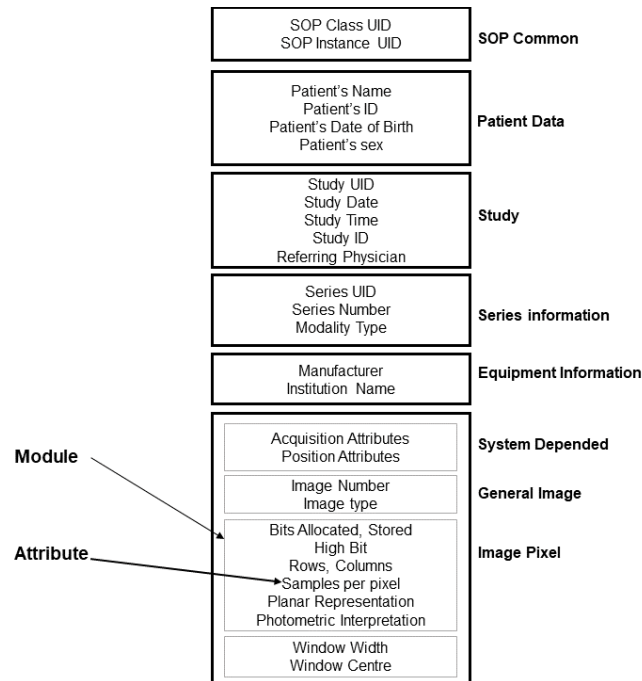 SOP Class UID
SOP Instance UID
SOP Common
Patient's Name
Patient's ID
Patient's Date of Birth
Patient's sex
Patient Data
Study UID
Study Date
Study Time
Study ID
Referring Physician
Study
Series UID
Series Number
Modality Type
Series information
Manufacturer
Institution Name
Equipment Information
Acquisition Attributes
Position Attributes
System Depended
Module
Image Number
Image type
General Image
Bits Allocated, Stored
High Bit
Rows, Columns
Samples per pixel
Planar Representation
Photometric Interpretation
Image Pixel
Attribute
Window Width
Window Centre